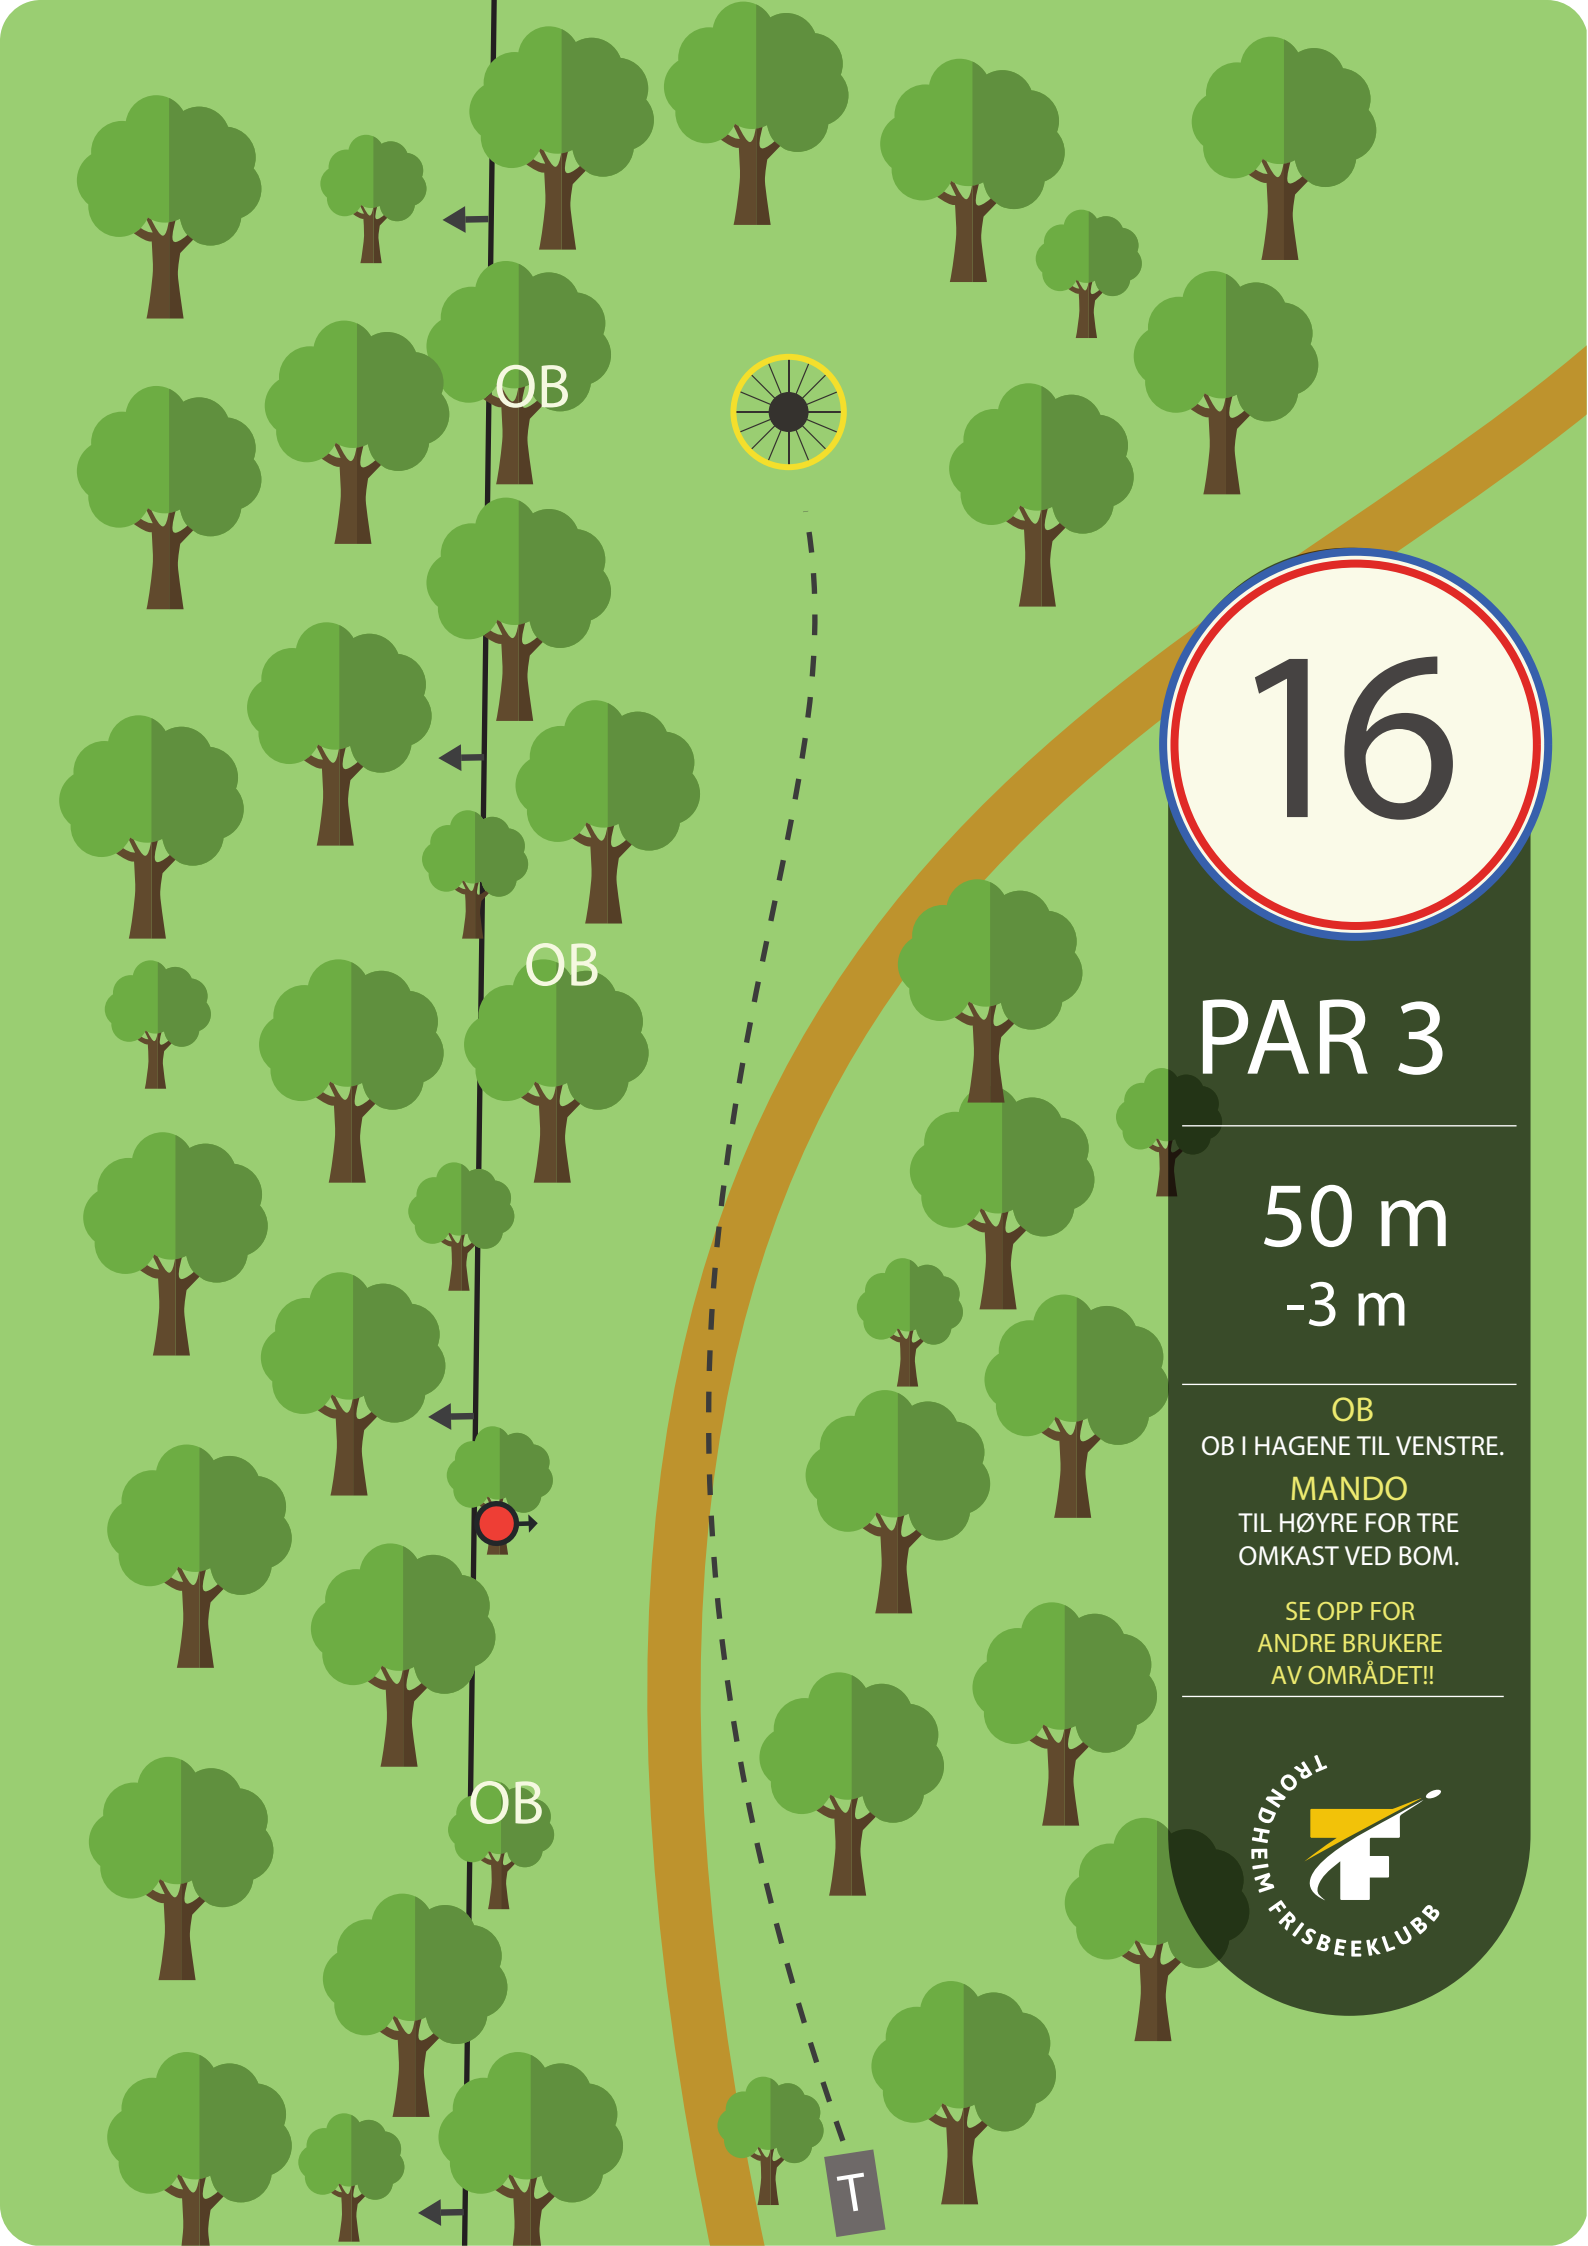 OB
16
OB
PAR 3
50 m
-3 m
OB
OB I HAGENE TIL VENSTRE.
MANDO
TIL HØYRE FOR TRE
OMKAST VED BOM.
SE OPP FOR
ANDRE BRUKERE
AV OMRÅDET!!
OB
TRONDHEIM FRISBEEKLUBB
T